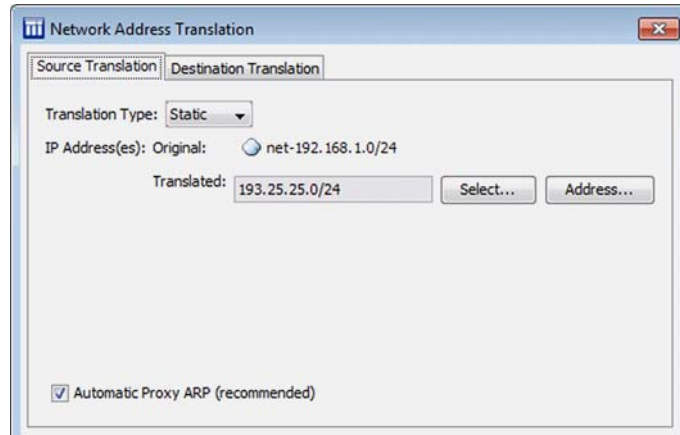 Network Address Translation
Source Translation Destination Translation
Translation Type: Static
IP Address(es): Original: net-192.168.1.0/24
Translated: 193.25.25.0/24 Select... Address...
Automatic Proxy ARP (recommended)